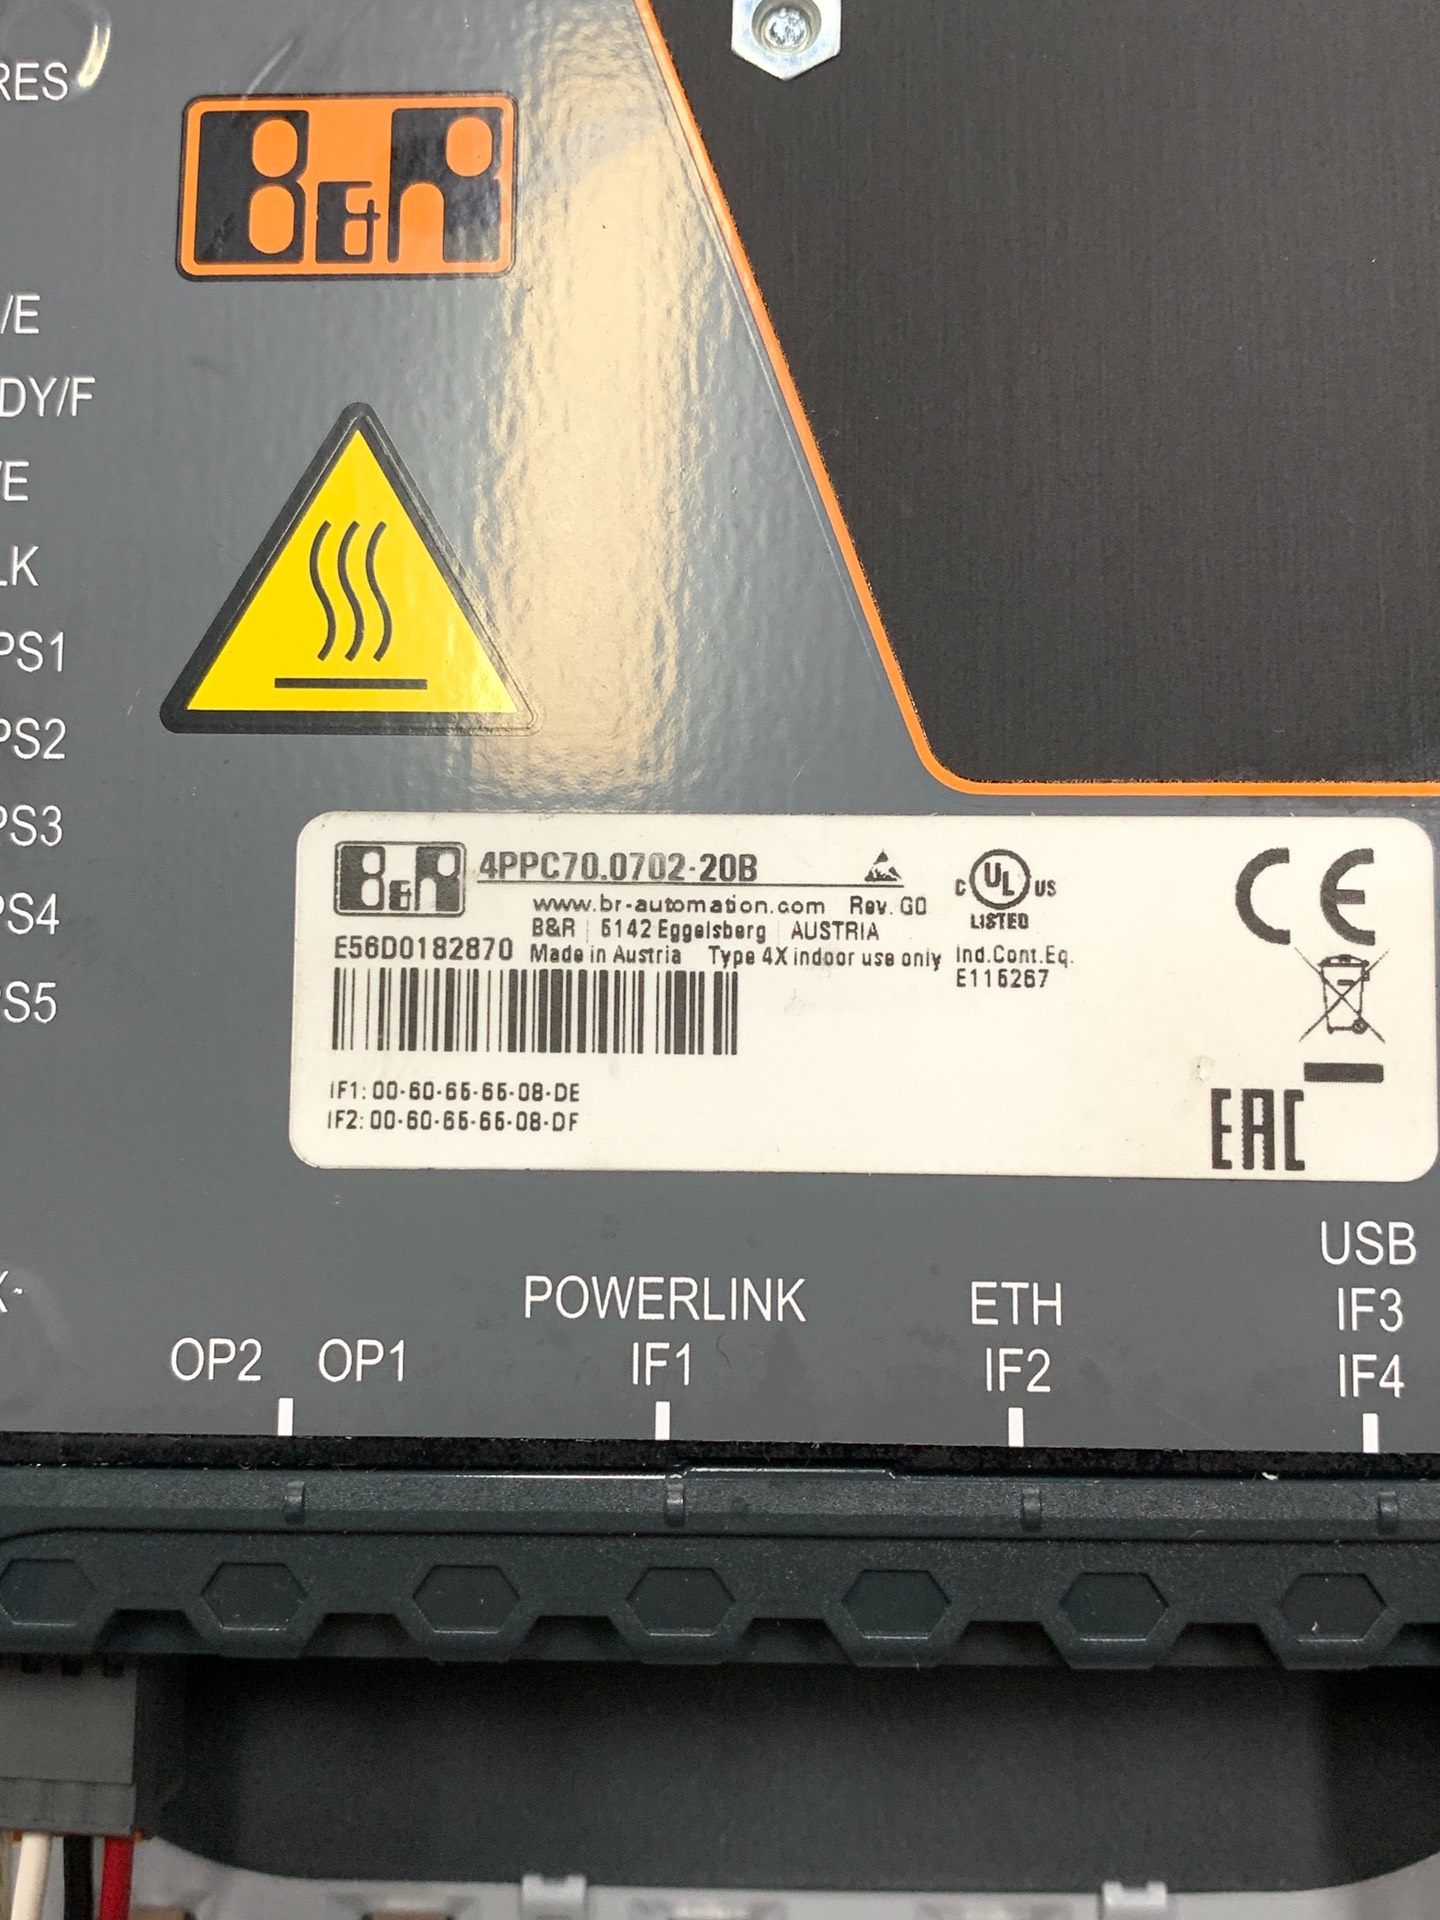 RES
B&R
/E
DY/F
/E
LK
PS1
PS2
PS3
PS4
PS5
B&R 4PPC70.0702-20B
www.br-automation.com Rev. G0
B&R | 5142 Eggelsberg | AUSTRIA
E56D0182870 Made in Austria Type 4X indoor use only
C UL US
LISTED
Ind.Cont.Eq.
E115267
CE
IF1: 00-60-65-65-08-DE
IF2: 00-60-65-65-08-DF
EAC
X-
OP2 OP1
POWERLINK
IF1
ETH
IF2
USB
IF3
IF4